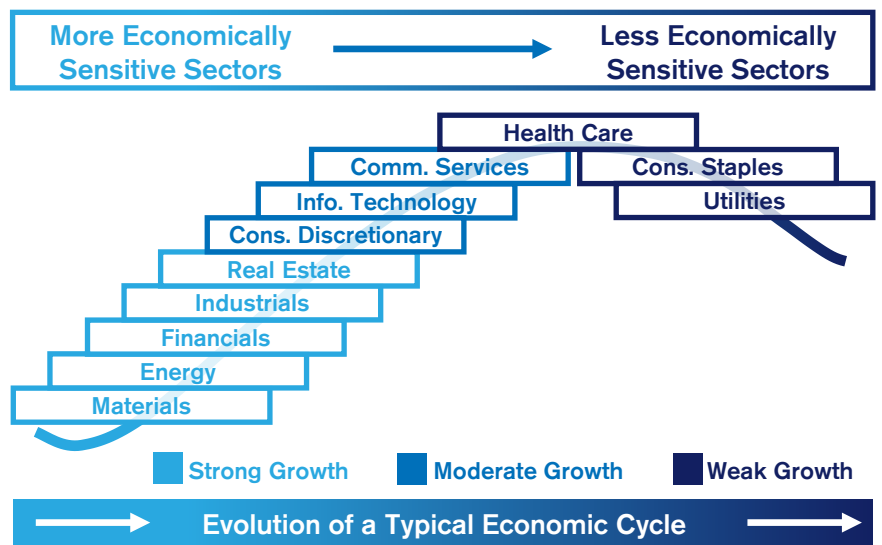 More Economically
Sensitive Sectors
Less Economically
Sensitive Sectors
Health Care
Comm. Services
Cons. Staples
Info. Technology
Utilities
Cons. Discretionary
Real Estate
Industrials
Financials
Energy
Materials
Strong Growth
Moderate Growth
Weak Growth
Evolution of a Typical Economic Cycle